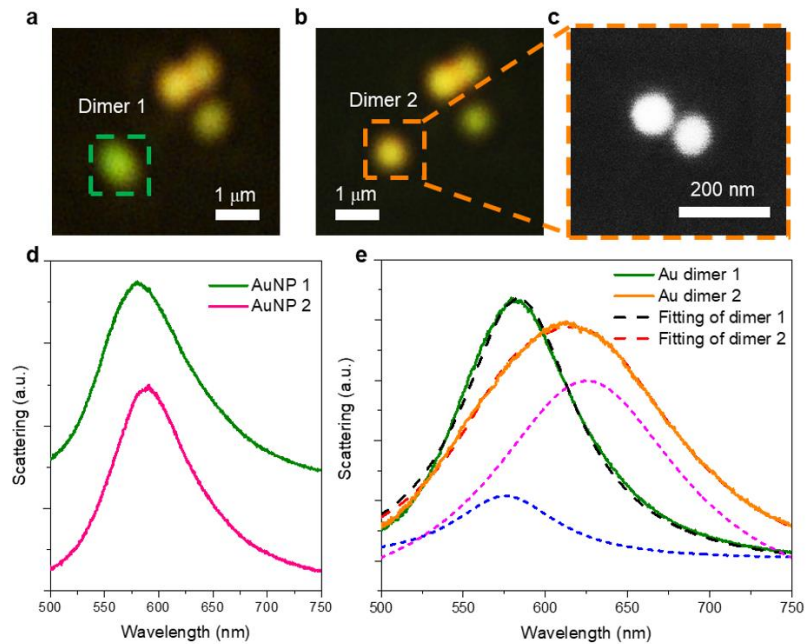 a
Dimer 1
1 μm
b
Dimer 2
1 μm
c
200 nm
d
AuNP 1
AuNP 2
Scattering (a.u.)
500 550 600 650 700 750
Wavelength (nm)
e
Au dimer 1
Au dimer 2
Fitting of dimer 1
Fitting of dimer 2
Scattering (a.u.)
500 550 600 650 700 750
Wavelength (nm)